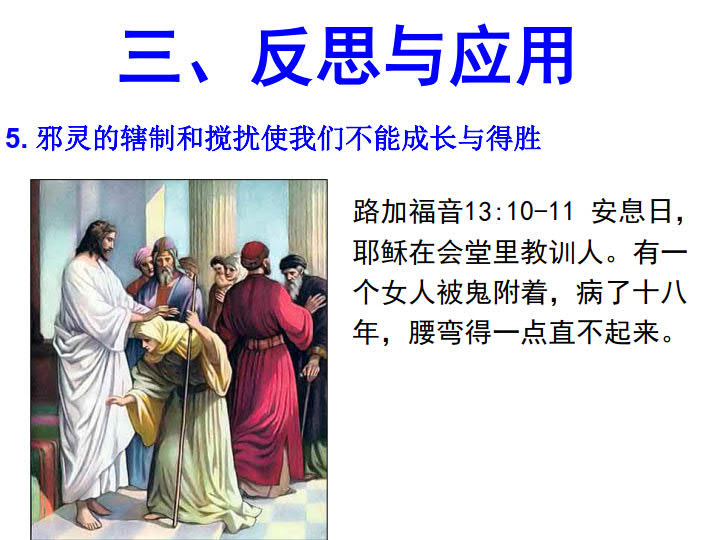 三、反思与应用
5. 邪灵的辖制和搅扰使我们不能成长与得胜
路加福音13:10-11 安息日，
耶稣在会堂里教训人。有一
个女人被鬼附着，病了十八
年，腰弯得一点直不起来。